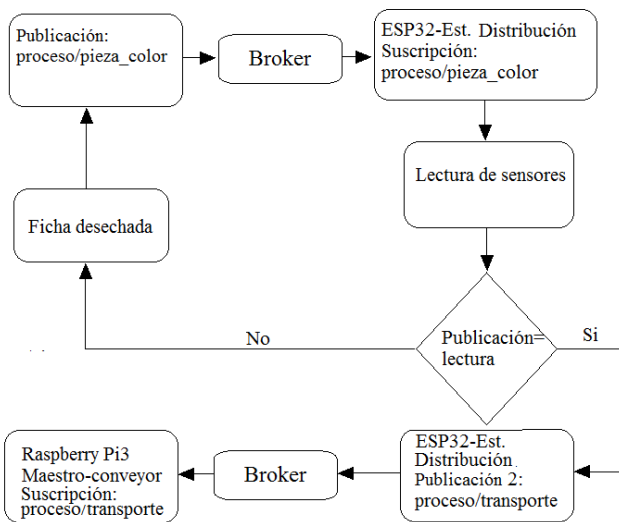 Publicación:
proceso/pieza_color
Broker
ESP32-Est. Distribución
Suscripción:
proceso/pieza_color
Lectura de sensores
Ficha desechada
Publicación=
lectura
No
Si
ESP32-Est.
Distribución
Publicación 2:
proceso/transporte
Broker
Raspberry Pi3
Maestro-conveyor
Suscripción:
proceso/transporte